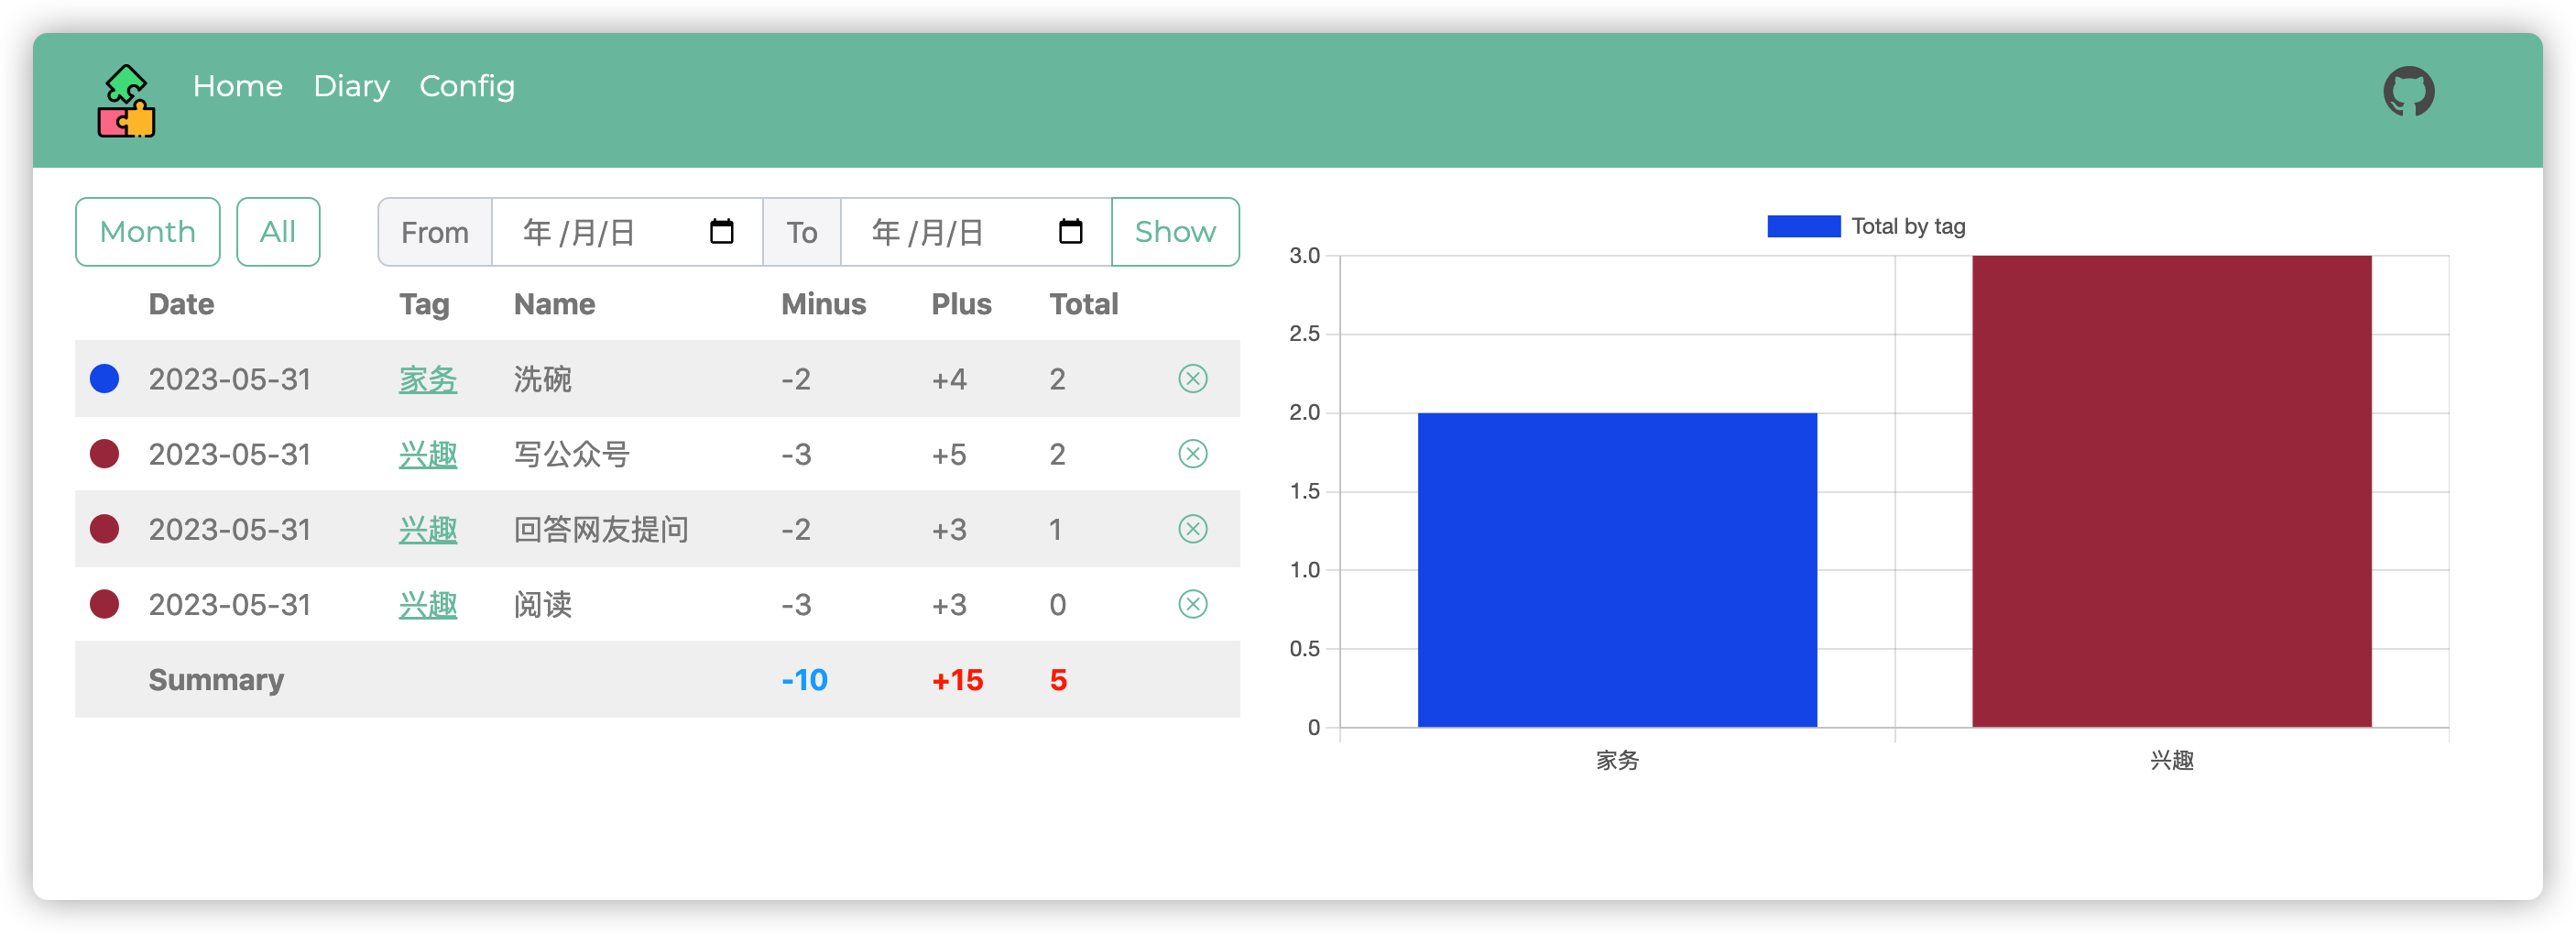 Home Diary Config
Month All From 年 /月/日 To 年 /月/日 Show
Date Tag Name Minus Plus Total
2023-05-31 家务 洗碗 -2 +4 2
2023-05-31 兴趣 写公众号 -3 +5 2
2023-05-31 兴趣 回答网友提问 -2 +3 1
2023-05-31 兴趣 阅读 -3 +3 0
Summary -10 +15 5
Total by tag
3.0
2.5
2.0
1.5
1.0
0.5
0
家务 兴趣